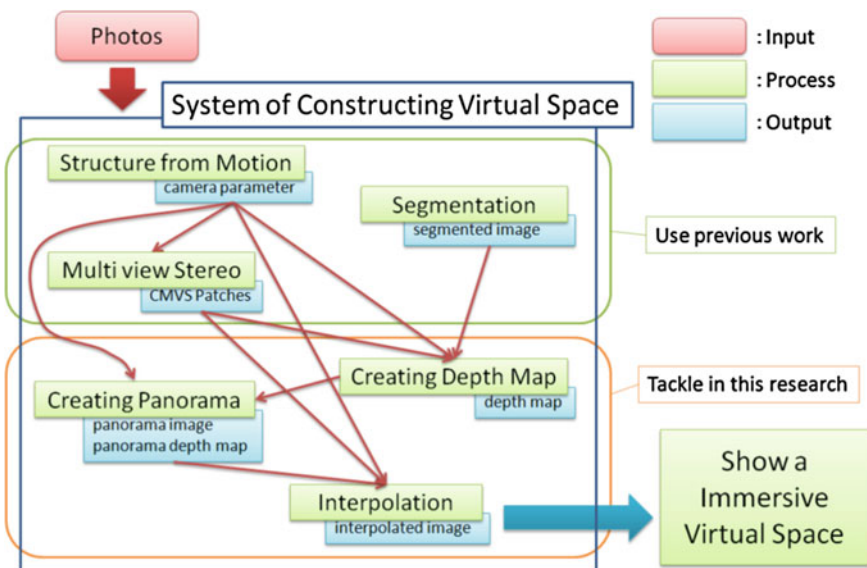 Photos
: Input
: Process
: Output
System of Constructing Virtual Space
Structure from Motion
camera parameter
Segmentation
segmented image
Use previous work
Multi view Stereo
CMVS Patches
Creating Depth Map
depth map
Tackle in this research
Creating Panorama
panorama image
panorama depth map
Interpolation
interpolated image
Show a
Immersive
Virtual Space